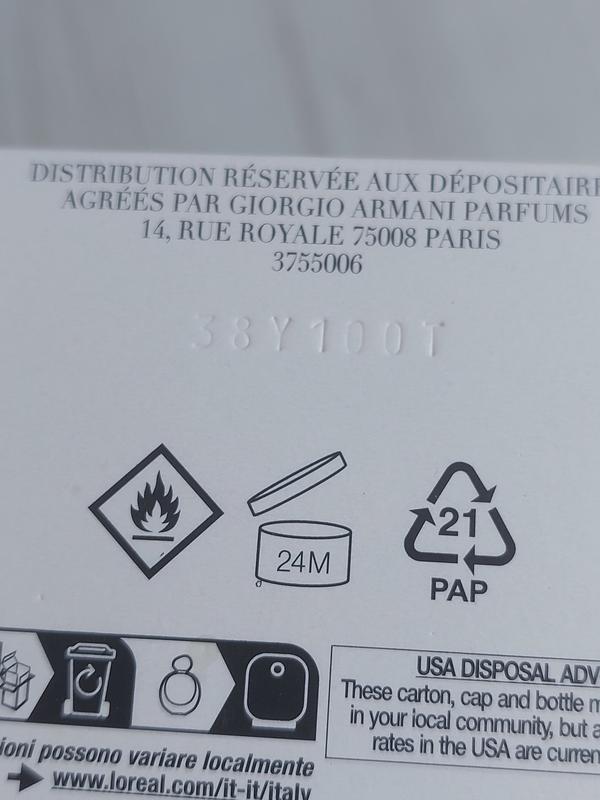 DISTRIBUTION RÉSERVÉE AUX DÉPOSITAIRE
AGRÉÉS PAR GIORGIO ARMANI PARFUMS
14, RUE ROYALE 75008 PARIS
3755006
38Y100T
24M
21
PAP
USA DISPOSAL ADV
These carton, cap and bottle m
in your local community, but a
rates in the USA are curren
ioni possono variare localmente
www.loreal.com/it-it/italy